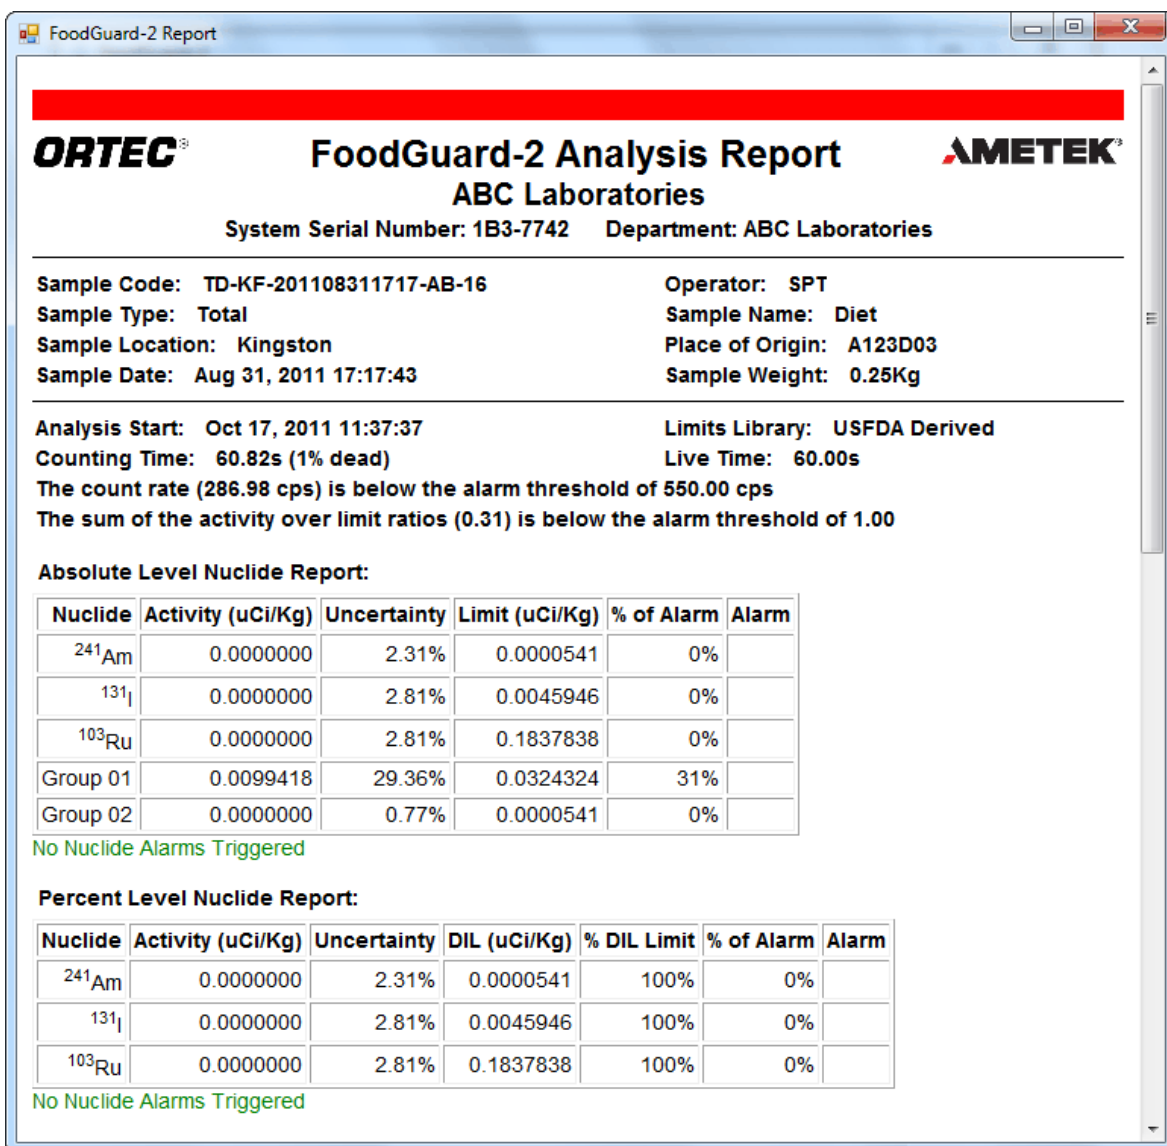 FoodGuard-2 Report
ORTEC® FoodGuard-2 Analysis Report AMETEK®
ABC Laboratories
System Serial Number: 1B3-7742 Department: ABC Laboratories
Sample Code: TD-KF-201108311717-AB-16 Operator: SPT
Sample Type: Total Sample Name: Diet
Sample Location: Kingston Place of Origin: A123D03
Sample Date: Aug 31, 2011 17:17:43 Sample Weight: 0.25Kg
Analysis Start: Oct 17, 2011 11:37:37 Limits Library: USFDA Derived
Counting Time: 60.82s (1% dead) Live Time: 60.00s
The count rate (286.98 cps) is below the alarm threshold of 550.00 cps
The sum of the activity over limit ratios (0.31) is below the alarm threshold of 1.00
Absolute Level Nuclide Report:
Nuclide Activity (uCi/Kg) Uncertainty Limit (uCi/Kg) % of Alarm Alarm
²⁴¹Am 0.0000000 2.31% 0.0000541 0%
¹³¹I 0.0000000 2.81% 0.0045946 0%
¹⁰³Ru 0.0000000 2.81% 0.1837838 0%
Group 01 0.0099418 29.36% 0.0324324 31%
Group 02 0.0000000 0.77% 0.0000541 0%
No Nuclide Alarms Triggered
Percent Level Nuclide Report:
Nuclide Activity (uCi/Kg) Uncertainty DIL (uCi/Kg) % DIL Limit % of Alarm Alarm
²⁴¹Am 0.0000000 2.31% 0.0000541 100% 0%
¹³¹I 0.0000000 2.81% 0.0045946 100% 0%
¹⁰³Ru 0.0000000 2.81% 0.1837838 100% 0%
No Nuclide Alarms Triggered